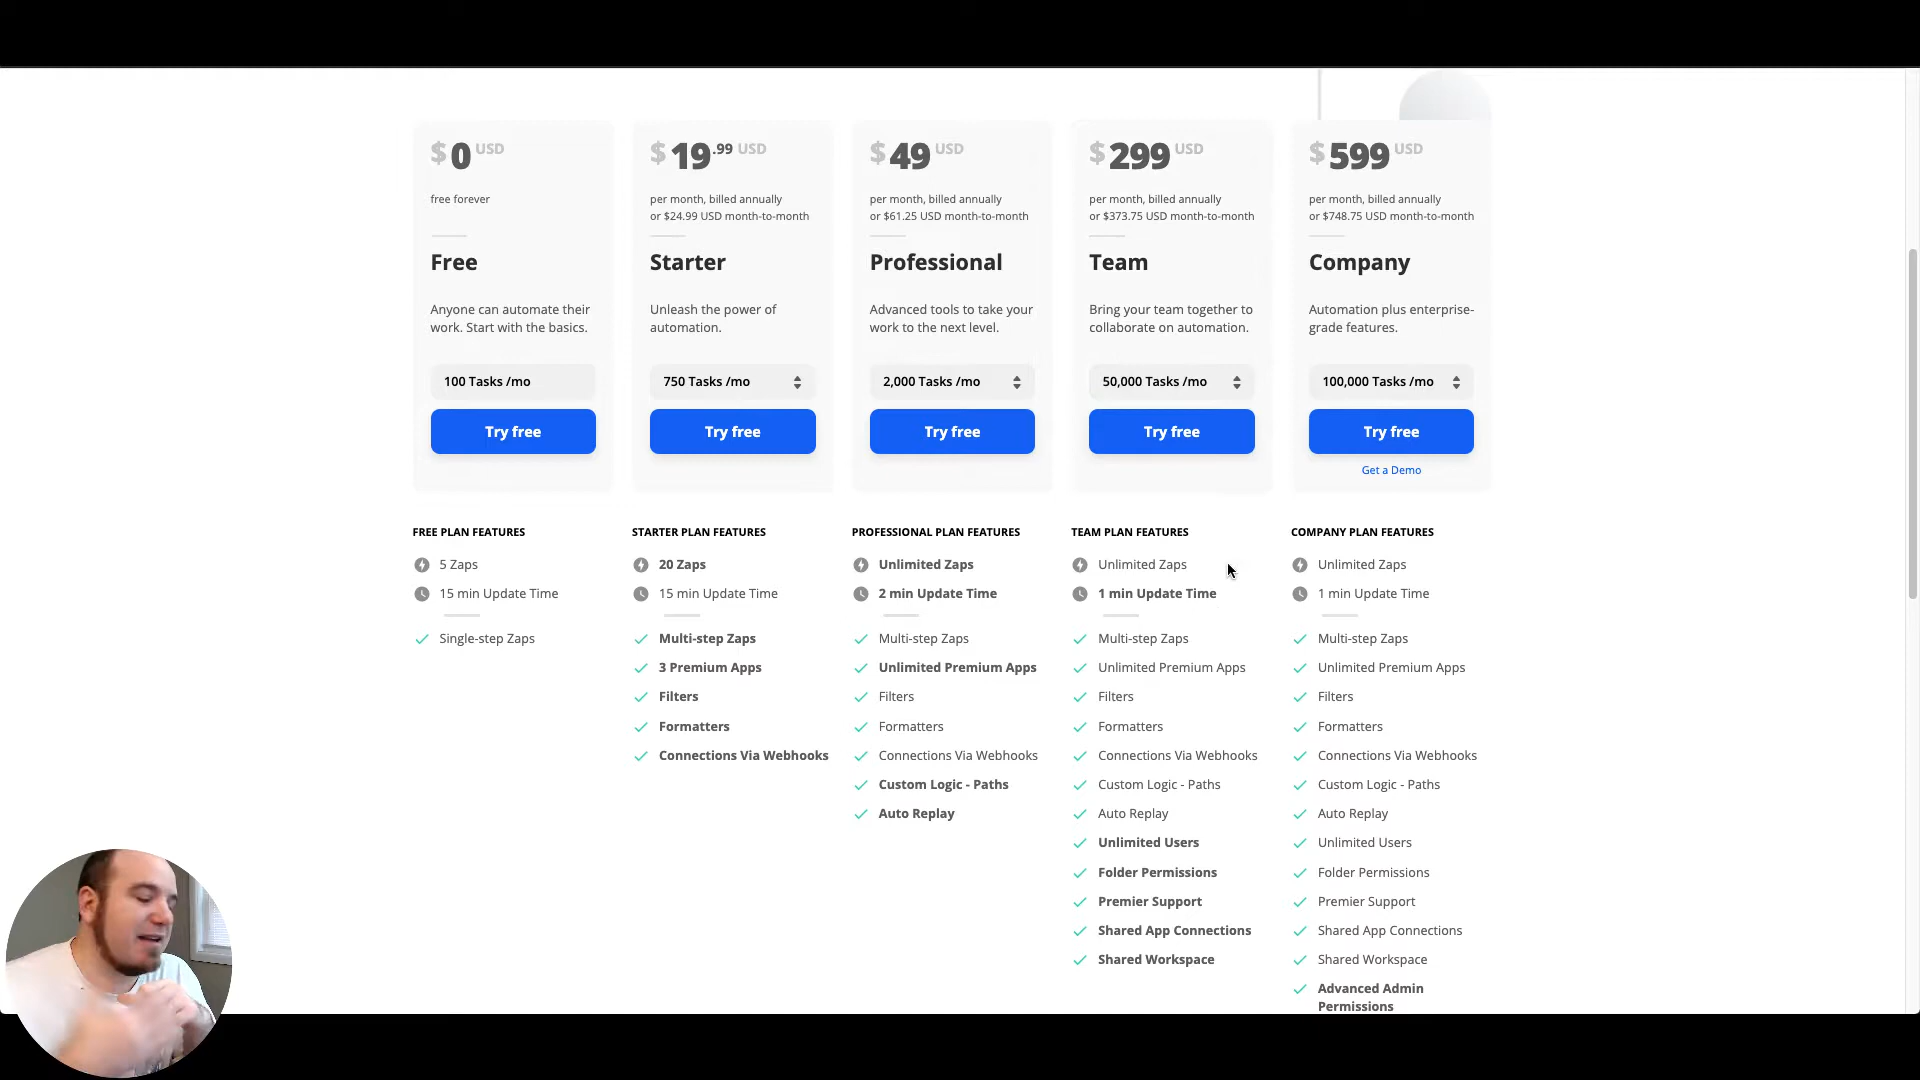 $ 0 USD
free forever
Free
Anyone can automate their
work. Start with the basics.
100 Tasks /mo
Try free
$ 19.99 USD
per month, billed annually
or $24.99 USD month-to-month
Starter
Unleash the power of
automation.
750 Tasks /mo
Try free
$ 49 USD
per month, billed annually
or $61.25 USD month-to-month
Professional
Advanced tools to take your
work to the next level.
2,000 Tasks /mo
Try free
$ 299 USD
per month, billed annually
or $373.75 USD month-to-month
Team
Bring your team together to
collaborate on automation.
50,000 Tasks /mo
Try free
$ 599 USD
per month, billed annually
or $748.75 USD month-to-month
Company
Automation plus enterprise-
grade features.
100,000 Tasks /mo
Try free
Get a Demo
FREE PLAN FEATURES
5 Zaps
15 min Update Time
Single-step Zaps
STARTER PLAN FEATURES
20 Zaps
15 min Update Time
Multi-step Zaps
3 Premium Apps
Filters
Formatters
Connections Via Webhooks
PROFESSIONAL PLAN FEATURES
Unlimited Zaps
2 min Update Time
Multi-step Zaps
Unlimited Premium Apps
Filters
Formatters
Connections Via Webhooks
Custom Logic - Paths
Auto Replay
TEAM PLAN FEATURES
Unlimited Zaps
1 min Update Time
Multi-step Zaps
Unlimited Premium Apps
Filters
Formatters
Connections Via Webhooks
Custom Logic - Paths
Auto Replay
Unlimited Users
Folder Permissions
Premier Support
Shared App Connections
Shared Workspace
COMPANY PLAN FEATURES
Unlimited Zaps
1 min Update Time
Multi-step Zaps
Unlimited Premium Apps
Filters
Formatters
Connections Via Webhooks
Custom Logic - Paths
Auto Replay
Unlimited Users
Folder Permissions
Premier Support
Shared App Connections
Shared Workspace
Advanced Admin
Permissions